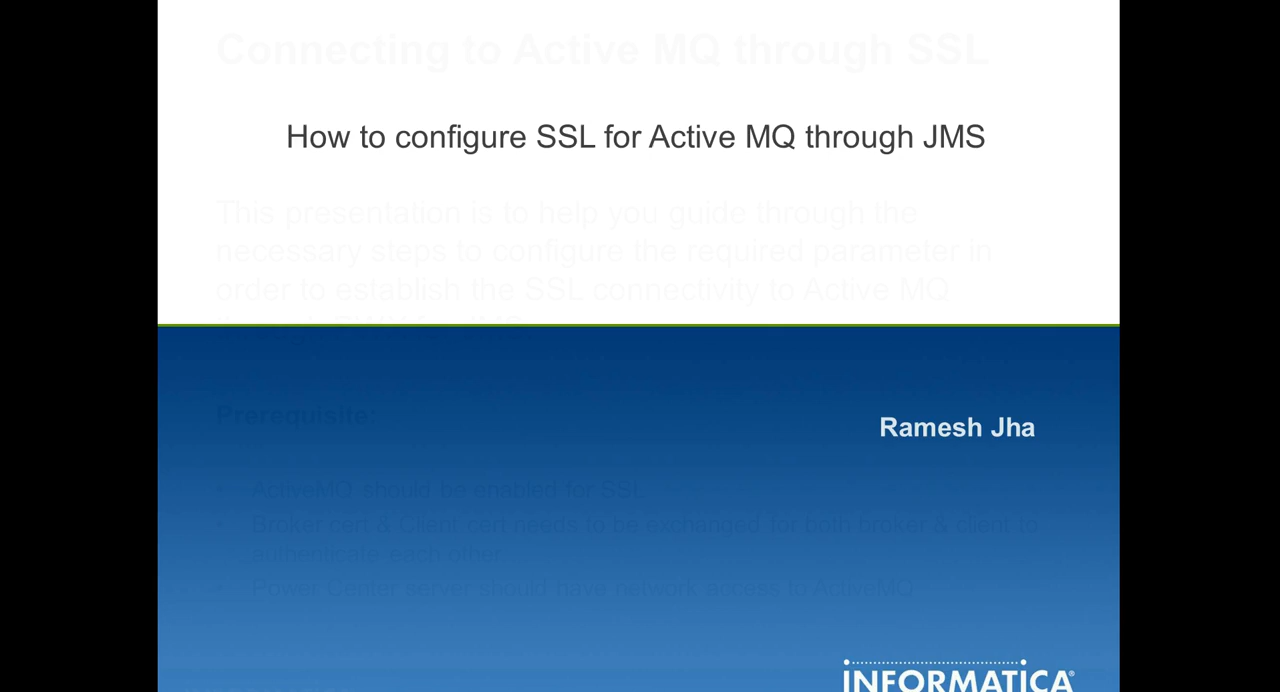 Connecting to Active MQ through SSL
How to configure SSL for Active MQ through JMS
This presentation is to help you guide through the
necessary steps to configure the required parameter in
order to establish the SSL connectivity to Active MQ
Prerequisite:
Ramesh Jha
• ActiveMQ should be enabled for SSL
• Broker cert & Client cert needs to be exchanged for both broker & client to
authenticate each other.
• Power Center server should have network access to ActiveMQ
INFORMATICA®